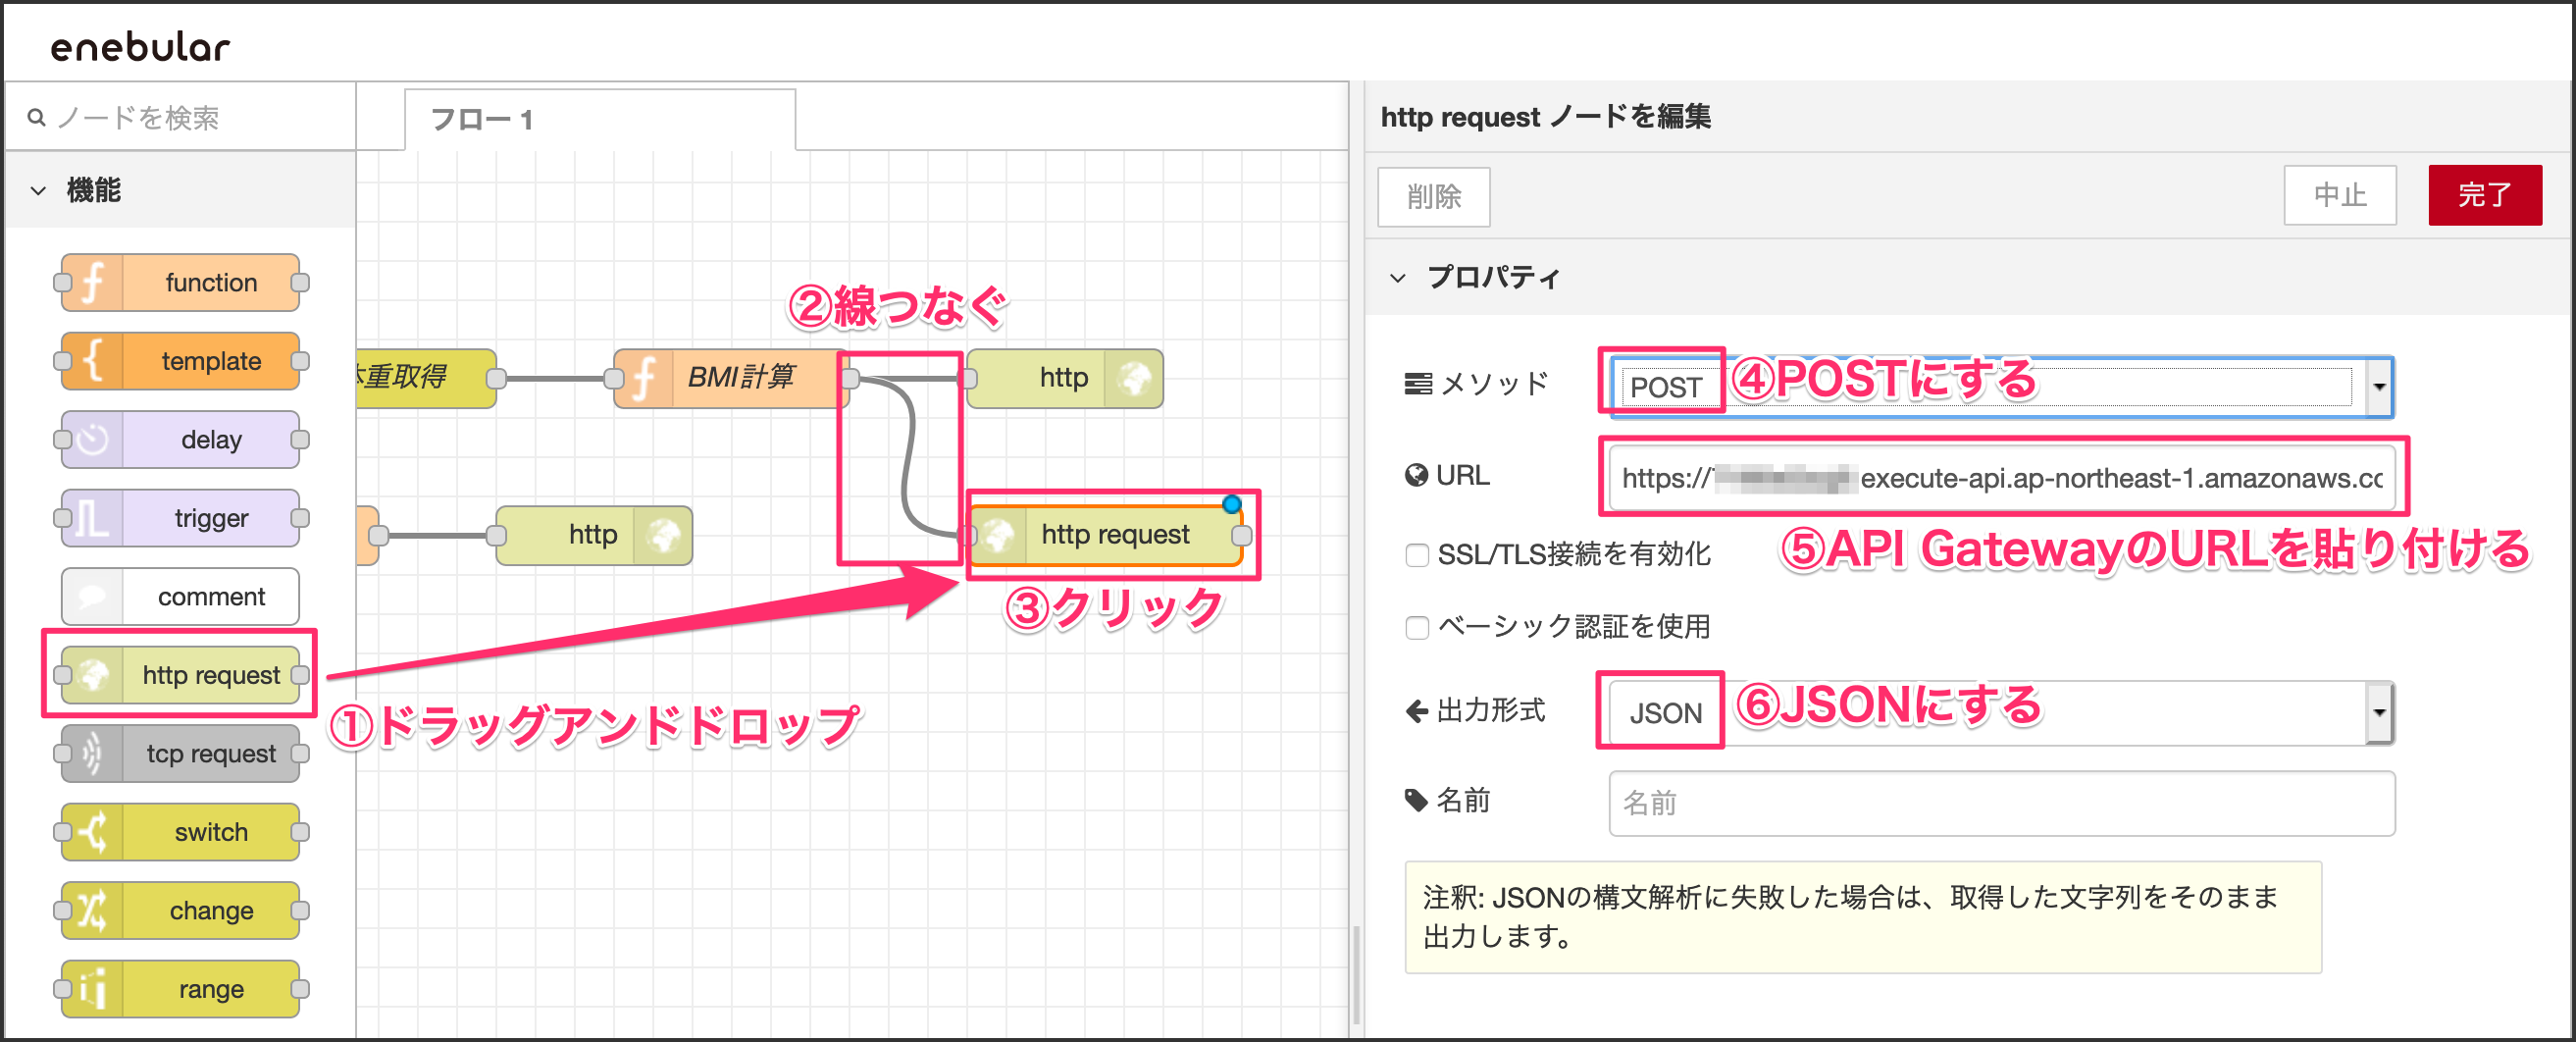 enebular
ノードを検索
フロー 1
機能
function
template
delay
trigger
comment
http request
tcp request
switch
change
range
①ドラッグアンドドロップ
②線つなぐ
重取得
BMI計算
http
http
http request
③クリック
http request ノードを編集
削除
中止
完了
プロパティ
メソッド
POST
④POSTにする
URL
https://
execute-api.ap-northeast-1.amazonaws.cc
⑤API GatewayのURLを貼り付ける
SSL/TLS接続を有効化
ベーシック認証を使用
出力形式
JSON
⑥JSONにする
名前
名前
注釈: JSONの構文解析に失敗した場合は、取得した文字列をそのまま
出力します。